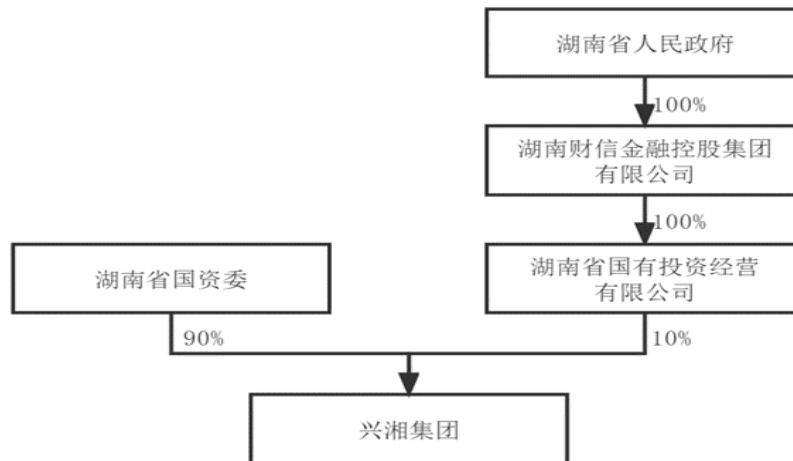 湖南省人民政府
100%
湖南财信金融控股集团
有限公司
100%
湖南省国资委
湖南省国有投资经营
有限公司
90%
10%
兴湘集团